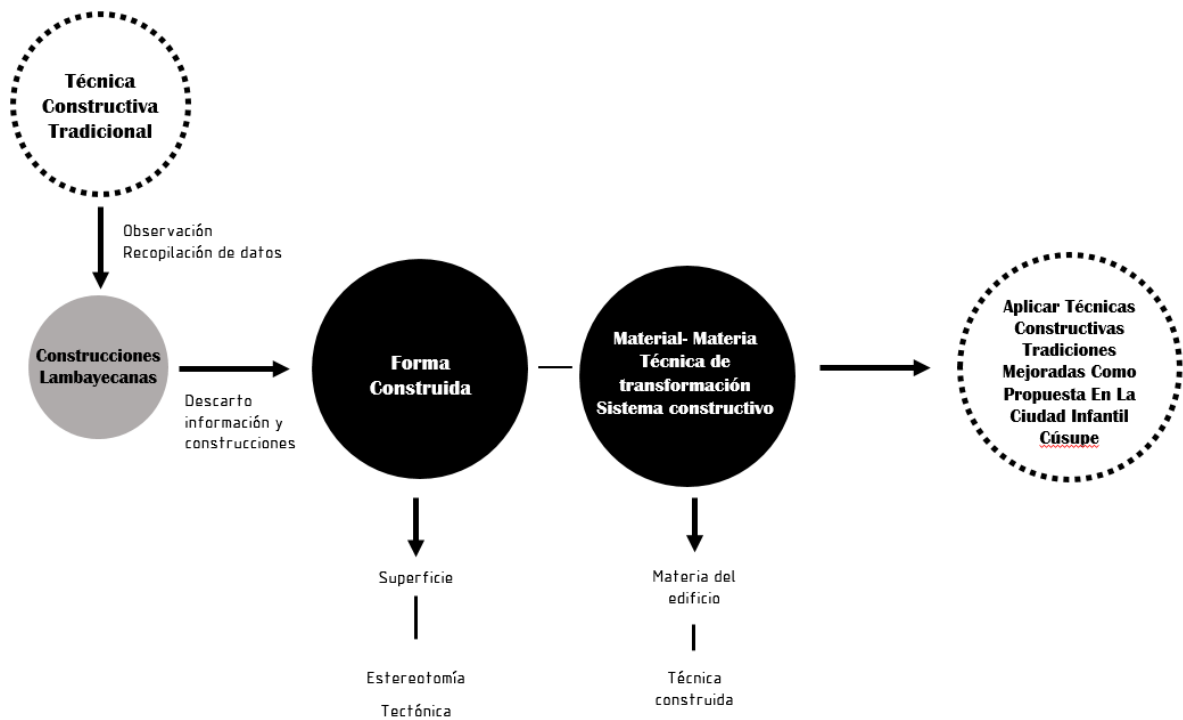 Técnica
Constructiva
Tradicional
Observación
Recopilación de datos
Construcciones
Lambayecanas
Descarto
información y
construcciones
Forma
Construida
Material- Materia
Técnica de
transformación
Sistema constructivo
Aplicar Técnicas
Constructivas
Tradiciones
Mejoradas Como
Propuesta En La
Ciudad Infantil
Cúsupe
Superficie
Estereotomía
Tectónica
Materia del
edificio
Técnica
construida